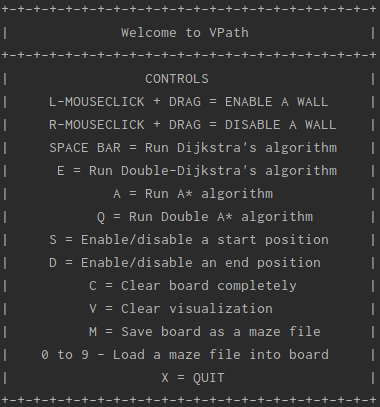 +-+-+-+-+-+-+-+-+-+-+-+-+-+-+-+-+-+-+-+-+-+-+-+
| Welcome to VPath |
+-+-+-+-+-+-+-+-+-+-+-+-+-+-+-+-+-+-+-+-+-+-+-+
| CONTROLS |
| L-MOUSECLICK + DRAG = ENABLE A WALL |
| R-MOUSECLICK + DRAG = DISABLE A WALL |
| SPACE BAR = Run Dijkstra's algorithm |
| E = Run Double-Dijkstra's algorithm |
| A = Run A* algorithm |
| Q = Run Double A* algorithm |
| S = Enable/disable a start position |
| D = Enable/disable an end position |
| C = Clear board completely |
| V = Clear visualization |
| M = Save board as a maze file |
| 0 to 9 - Load a maze file into board |
| X = QUIT |
+-+-+-+-+-+-+-+-+-+-+-+-+-+-+-+-+-+-+-+-+-+-+-+